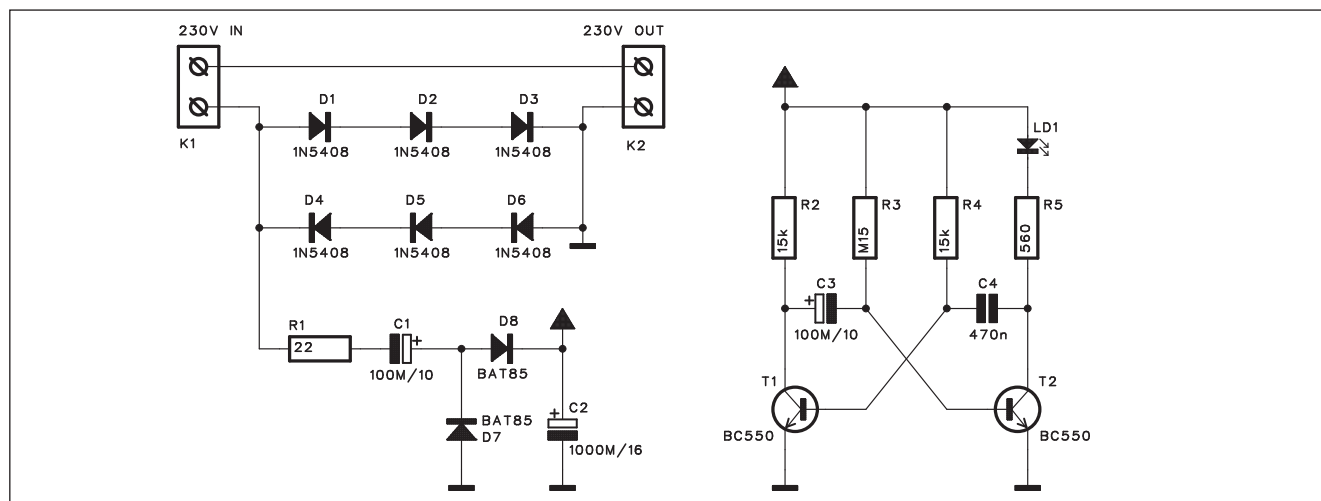 230V IN
230V OUT
K1
K2
D1
D2
D3
1N5408
1N5408
1N5408
D4
D5
D6
1N5408
1N5408
1N5408
R1
22
C1
+
100M/10
D8
BAT85
BAT85
D7
+
C2
1000M/16
LD1
R2
15k
R3
M15
R4
15k
R5
560
C3
+
100M/10
C4
470n
T1
BC550
T2
BC550